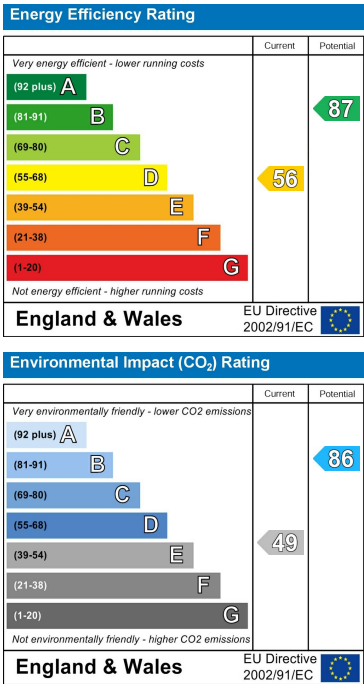 Energy Efficiency Rating
Current Potential
Very energy efficient - lower running costs
(92 plus) A
(81-91) B
87
(69-80) C
(55-68) D
56
(39-54) E
(21-38) F
(1-20) G
Not energy efficient - higher running costs
England & Wales
EU Directive
2002/91/EC
Environmental Impact (CO₂) Rating
Current Potential
Very environmentally friendly - lower CO2 emissions
(92 plus) A
(81-91) B
86
(69-80) C
(55-68) D
(39-54) E
49
(21-38) F
(1-20) G
Not environmentally friendly - higher CO2 emissions
England & Wales
EU Directive
2002/91/EC